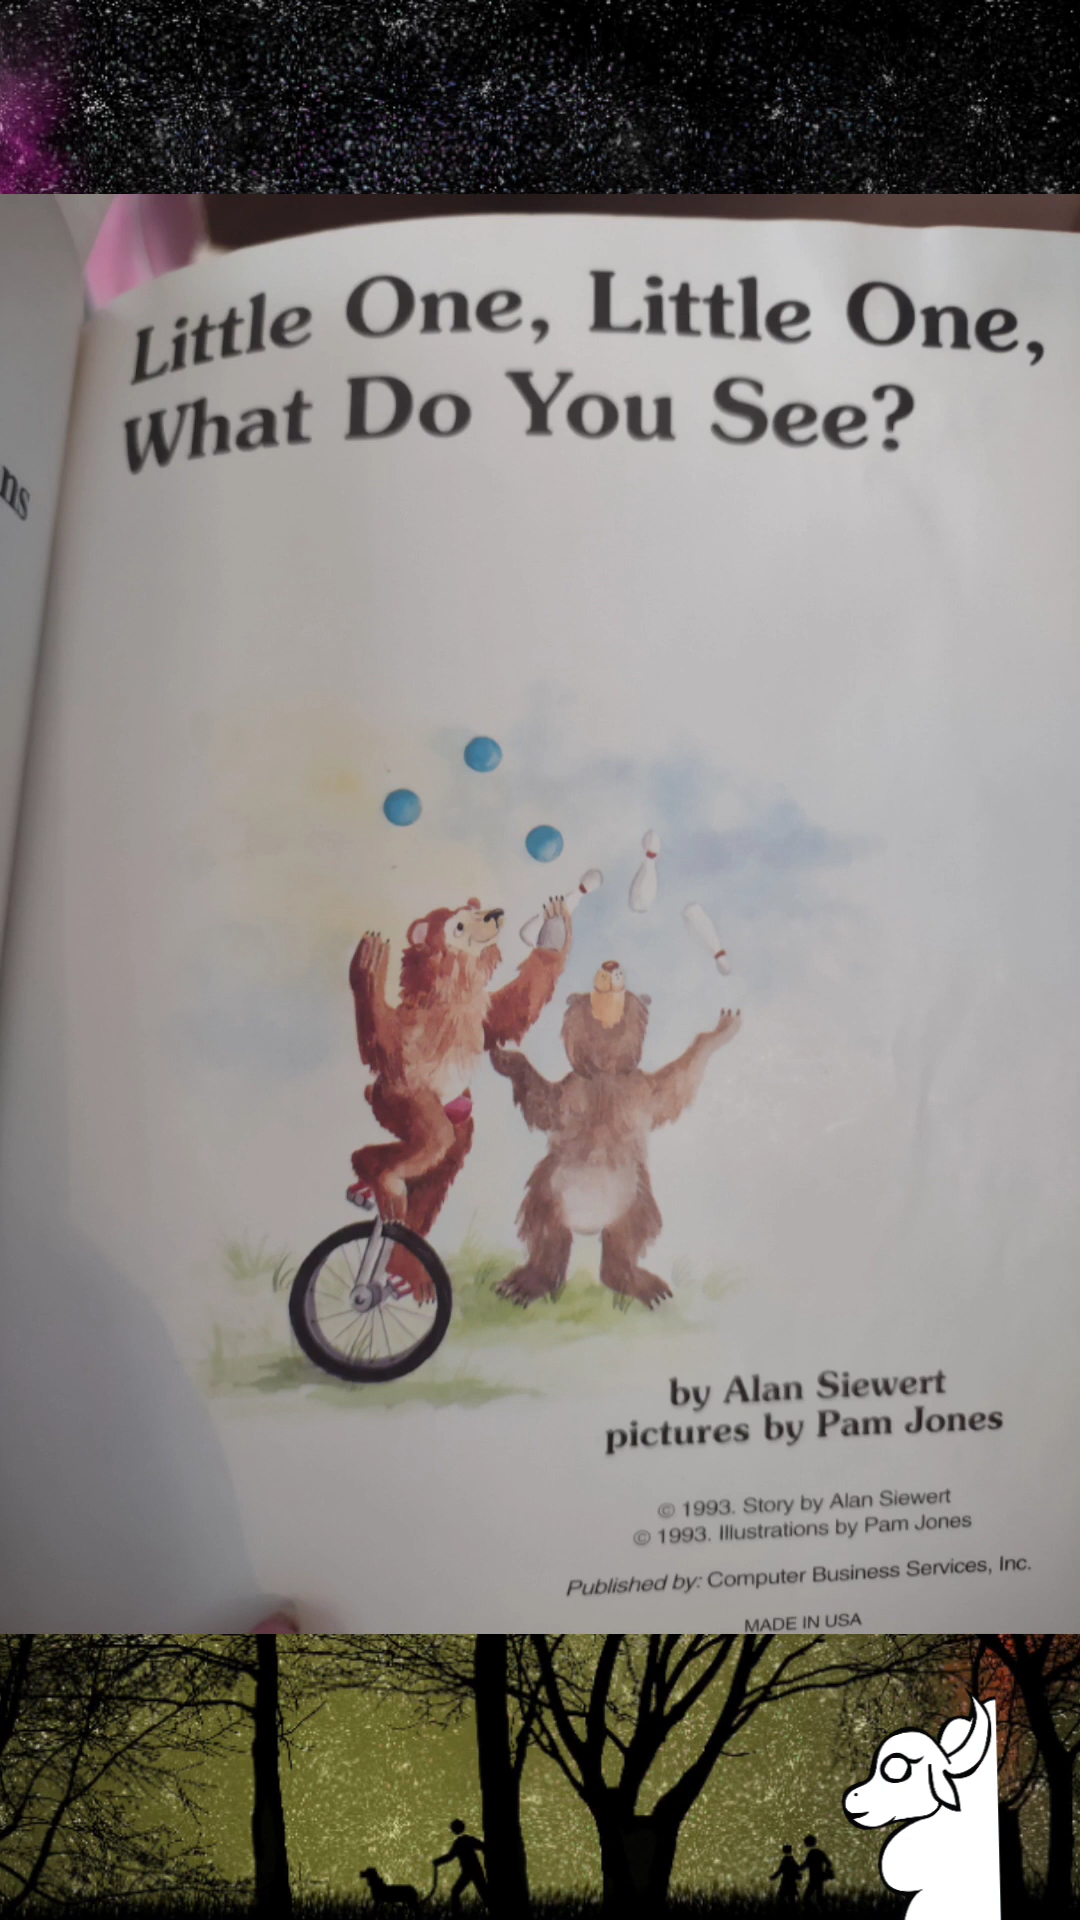 Little One, Little One,
What Do You See?
ns
by Alan Siewert
pictures by Pam Jones
© 1993. Story by Alan Siewert
© 1993. Illustrations by Pam Jones
Published by: Computer Business Services, Inc.
MADE IN USA